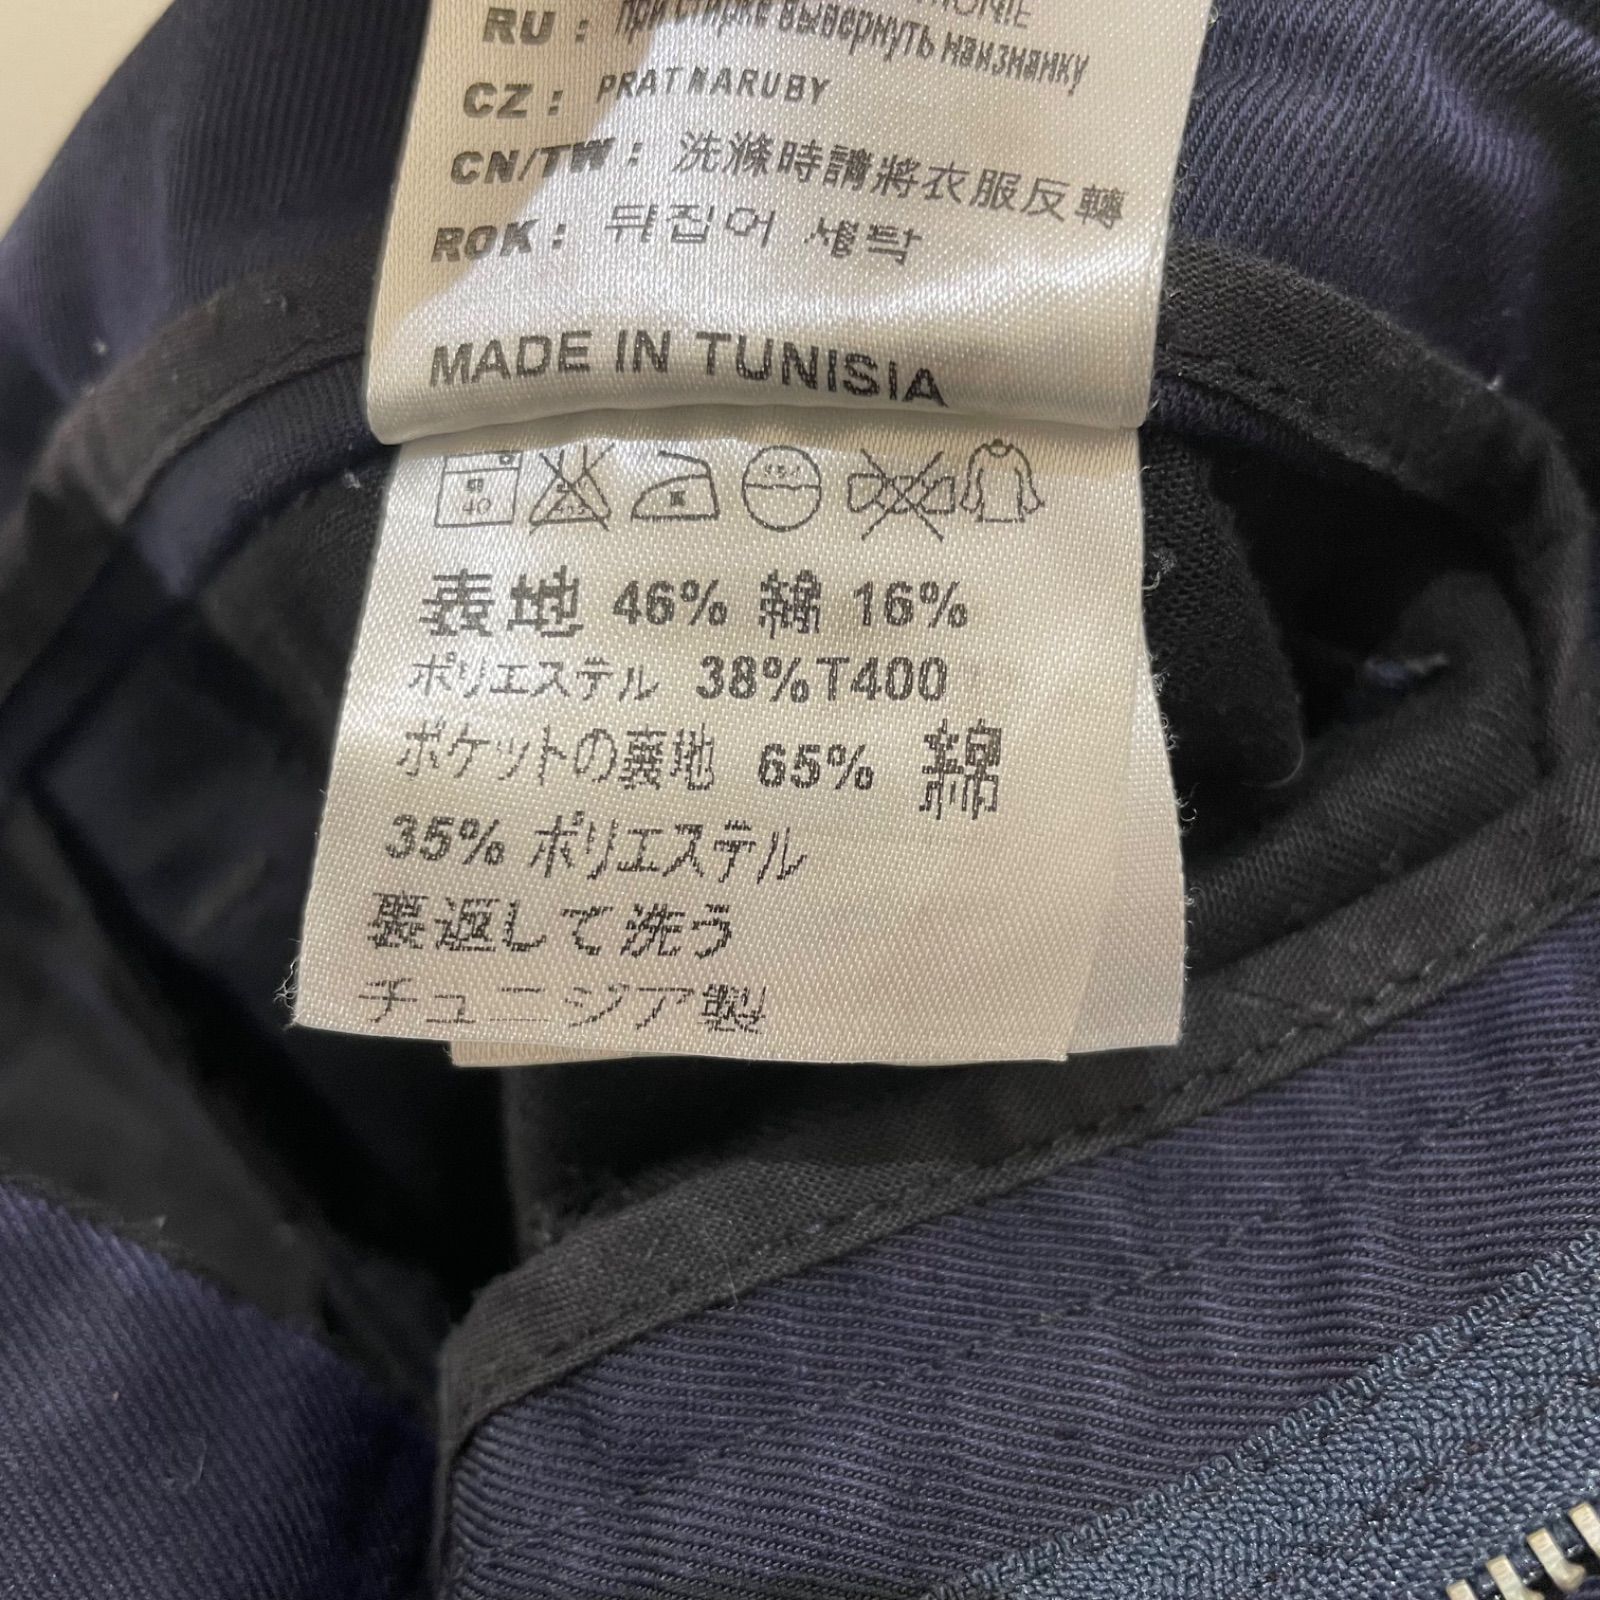 RU : При стирке вывернуть наизнанку
CZ : PRAT NARUBY
CN/TW : 洗滌時請將衣服反轉
ROK : 뒤집어 세탁
MADE IN TUNISIA
40
表地 46% 綿 16%
ポリエステル 38%T400
ポケットの裏地 65% 綿
35% ポリエステル
裏返して洗う
チュニジア製